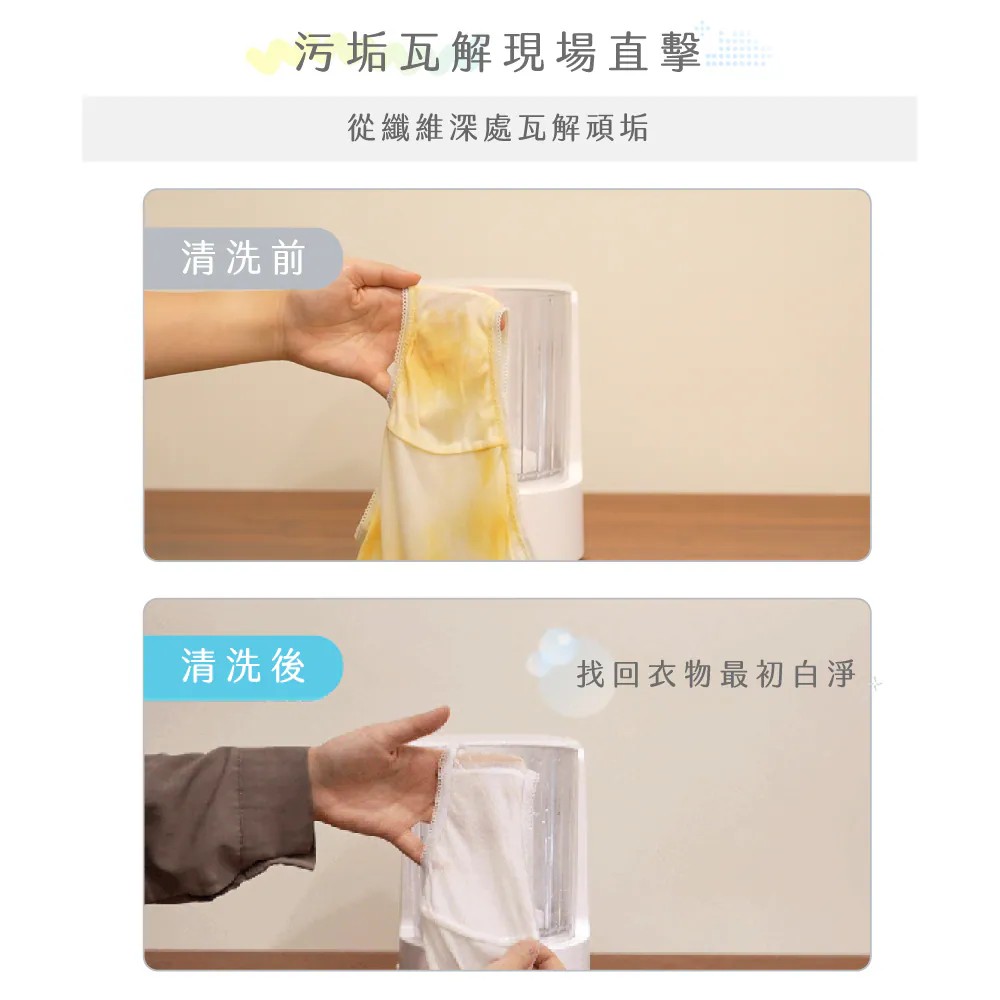 污垢瓦解現場直擊
從纖維深處瓦解頑垢
清洗前
清洗後
找回衣物最初白淨